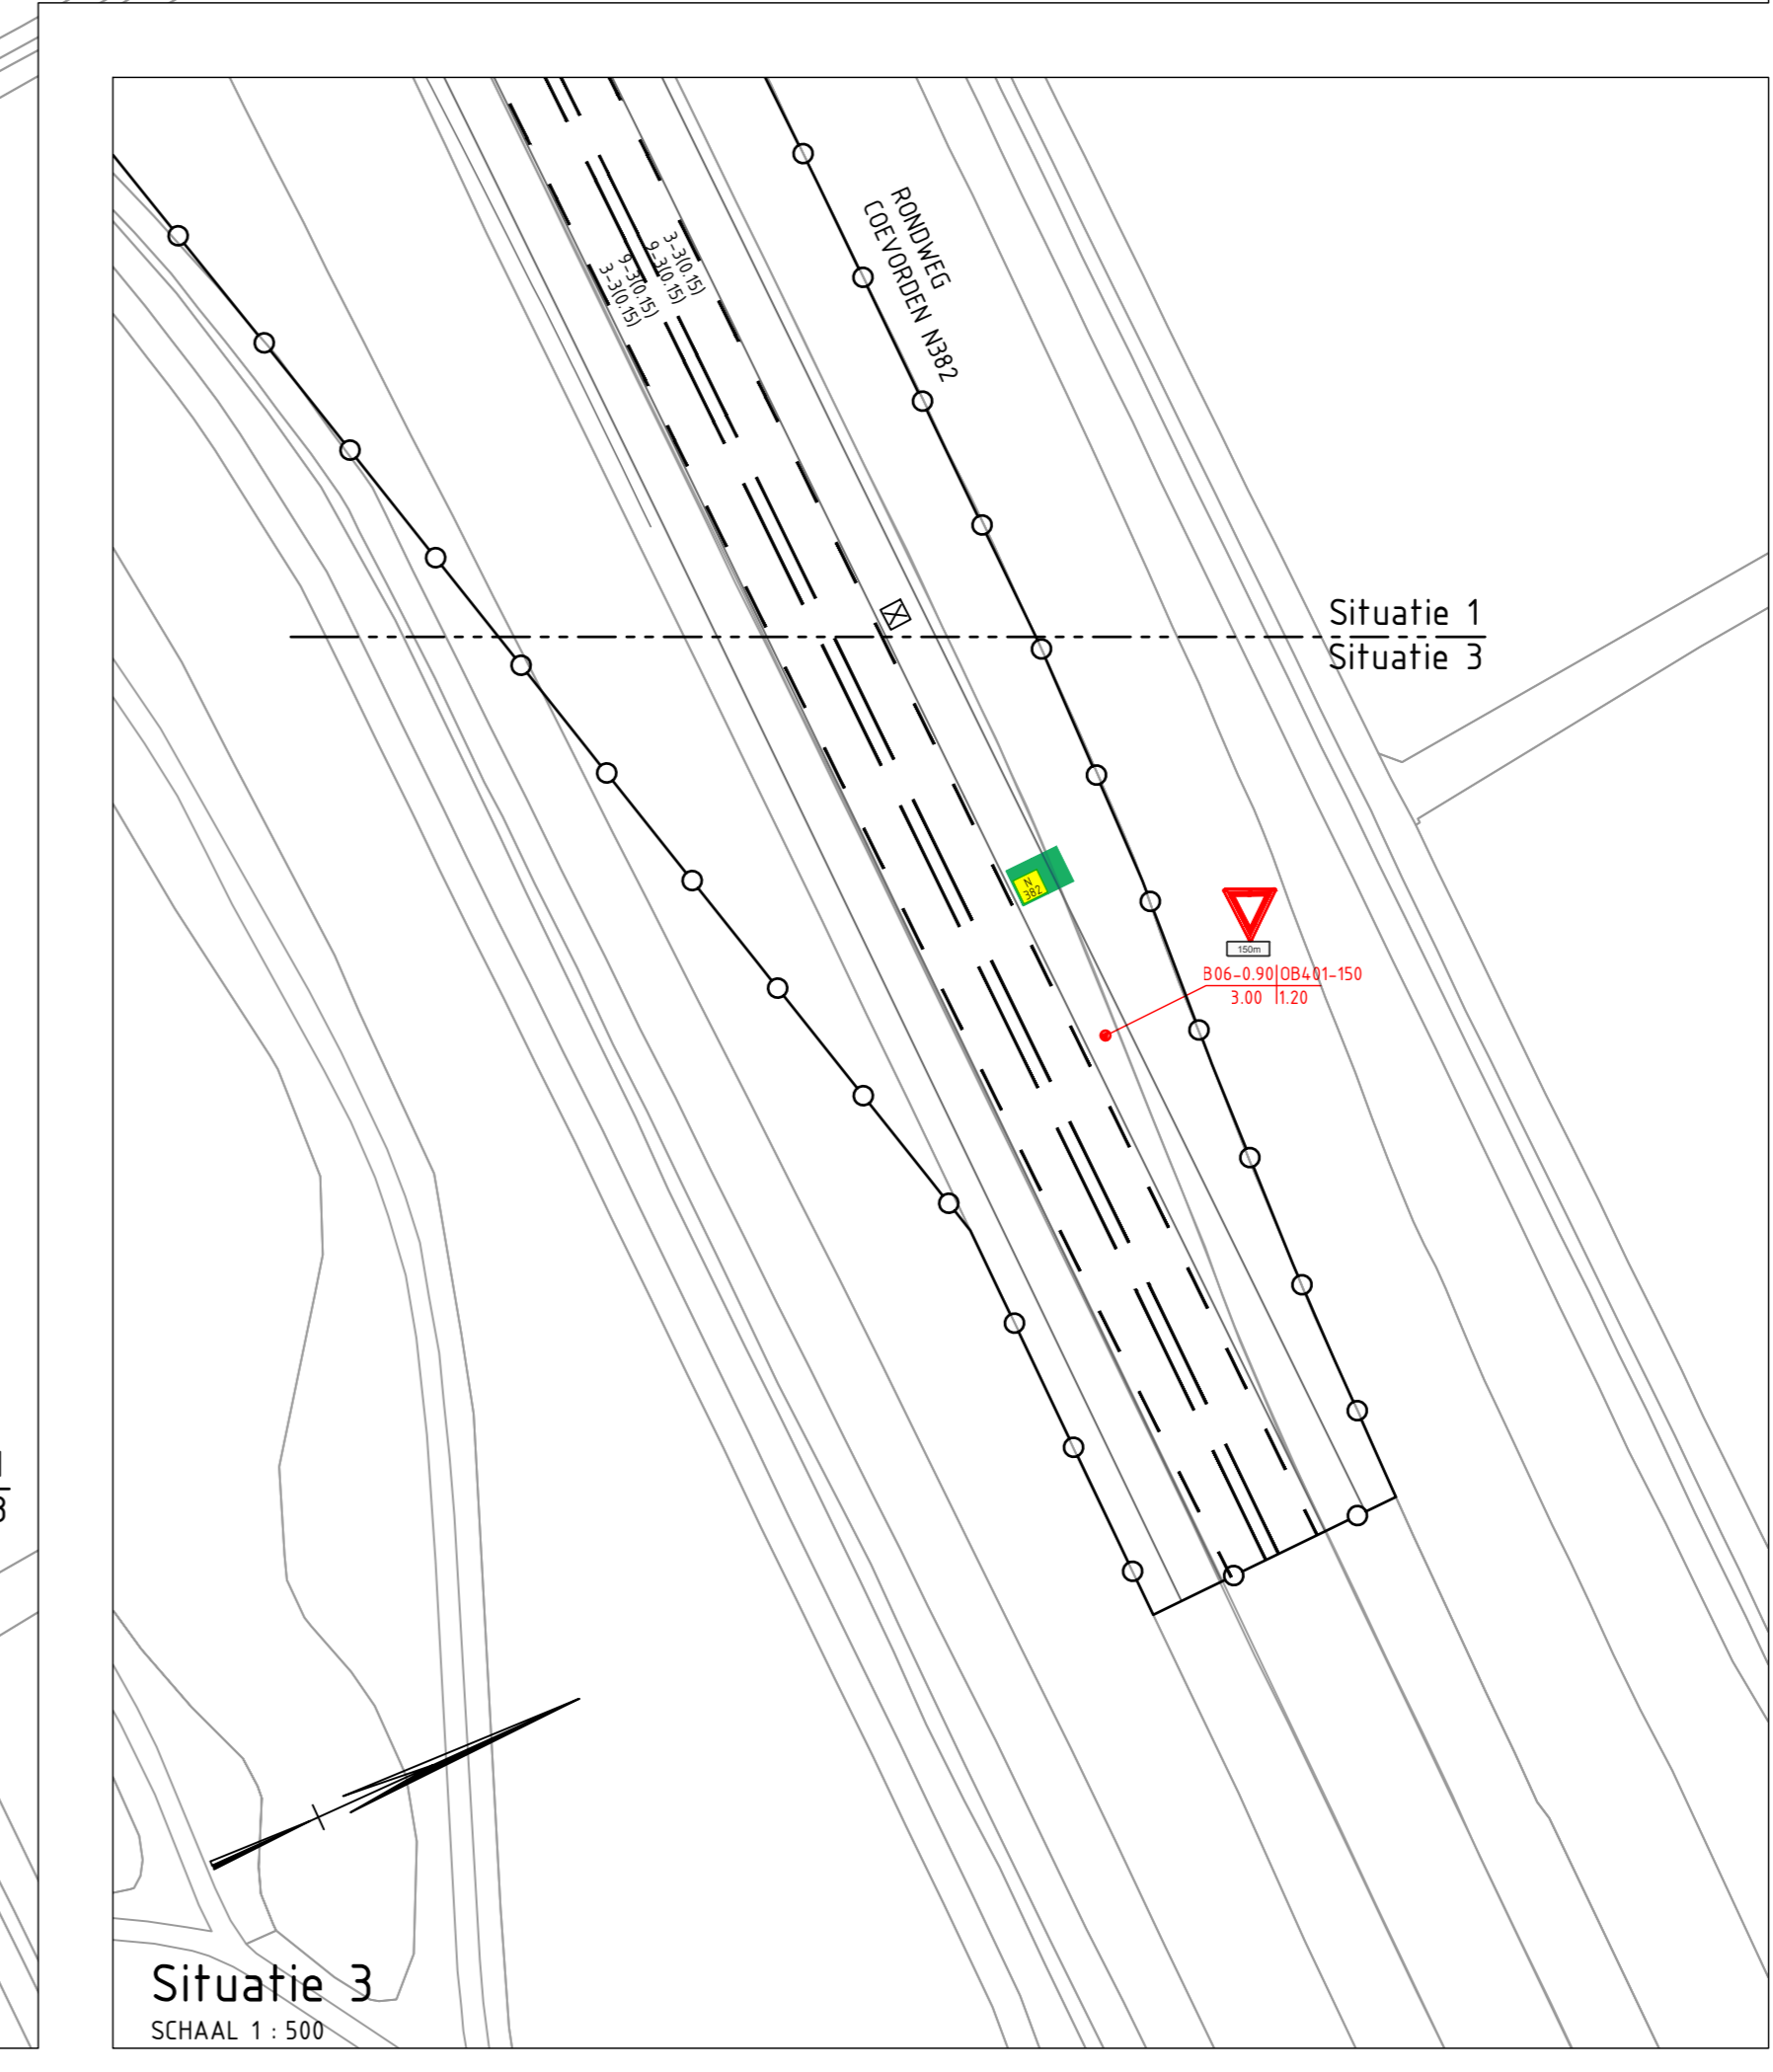 RONDWEG
COEVORDEN N382
3-3(0.15)
9-3(0.15)
9-3(0.15)
3-3(0.15)
Situatie 1
Situatie 3
N
382
150m
B06-0.90 OB401-150
3.00 1.20
Situatie 3
SCHAAL 1 : 500